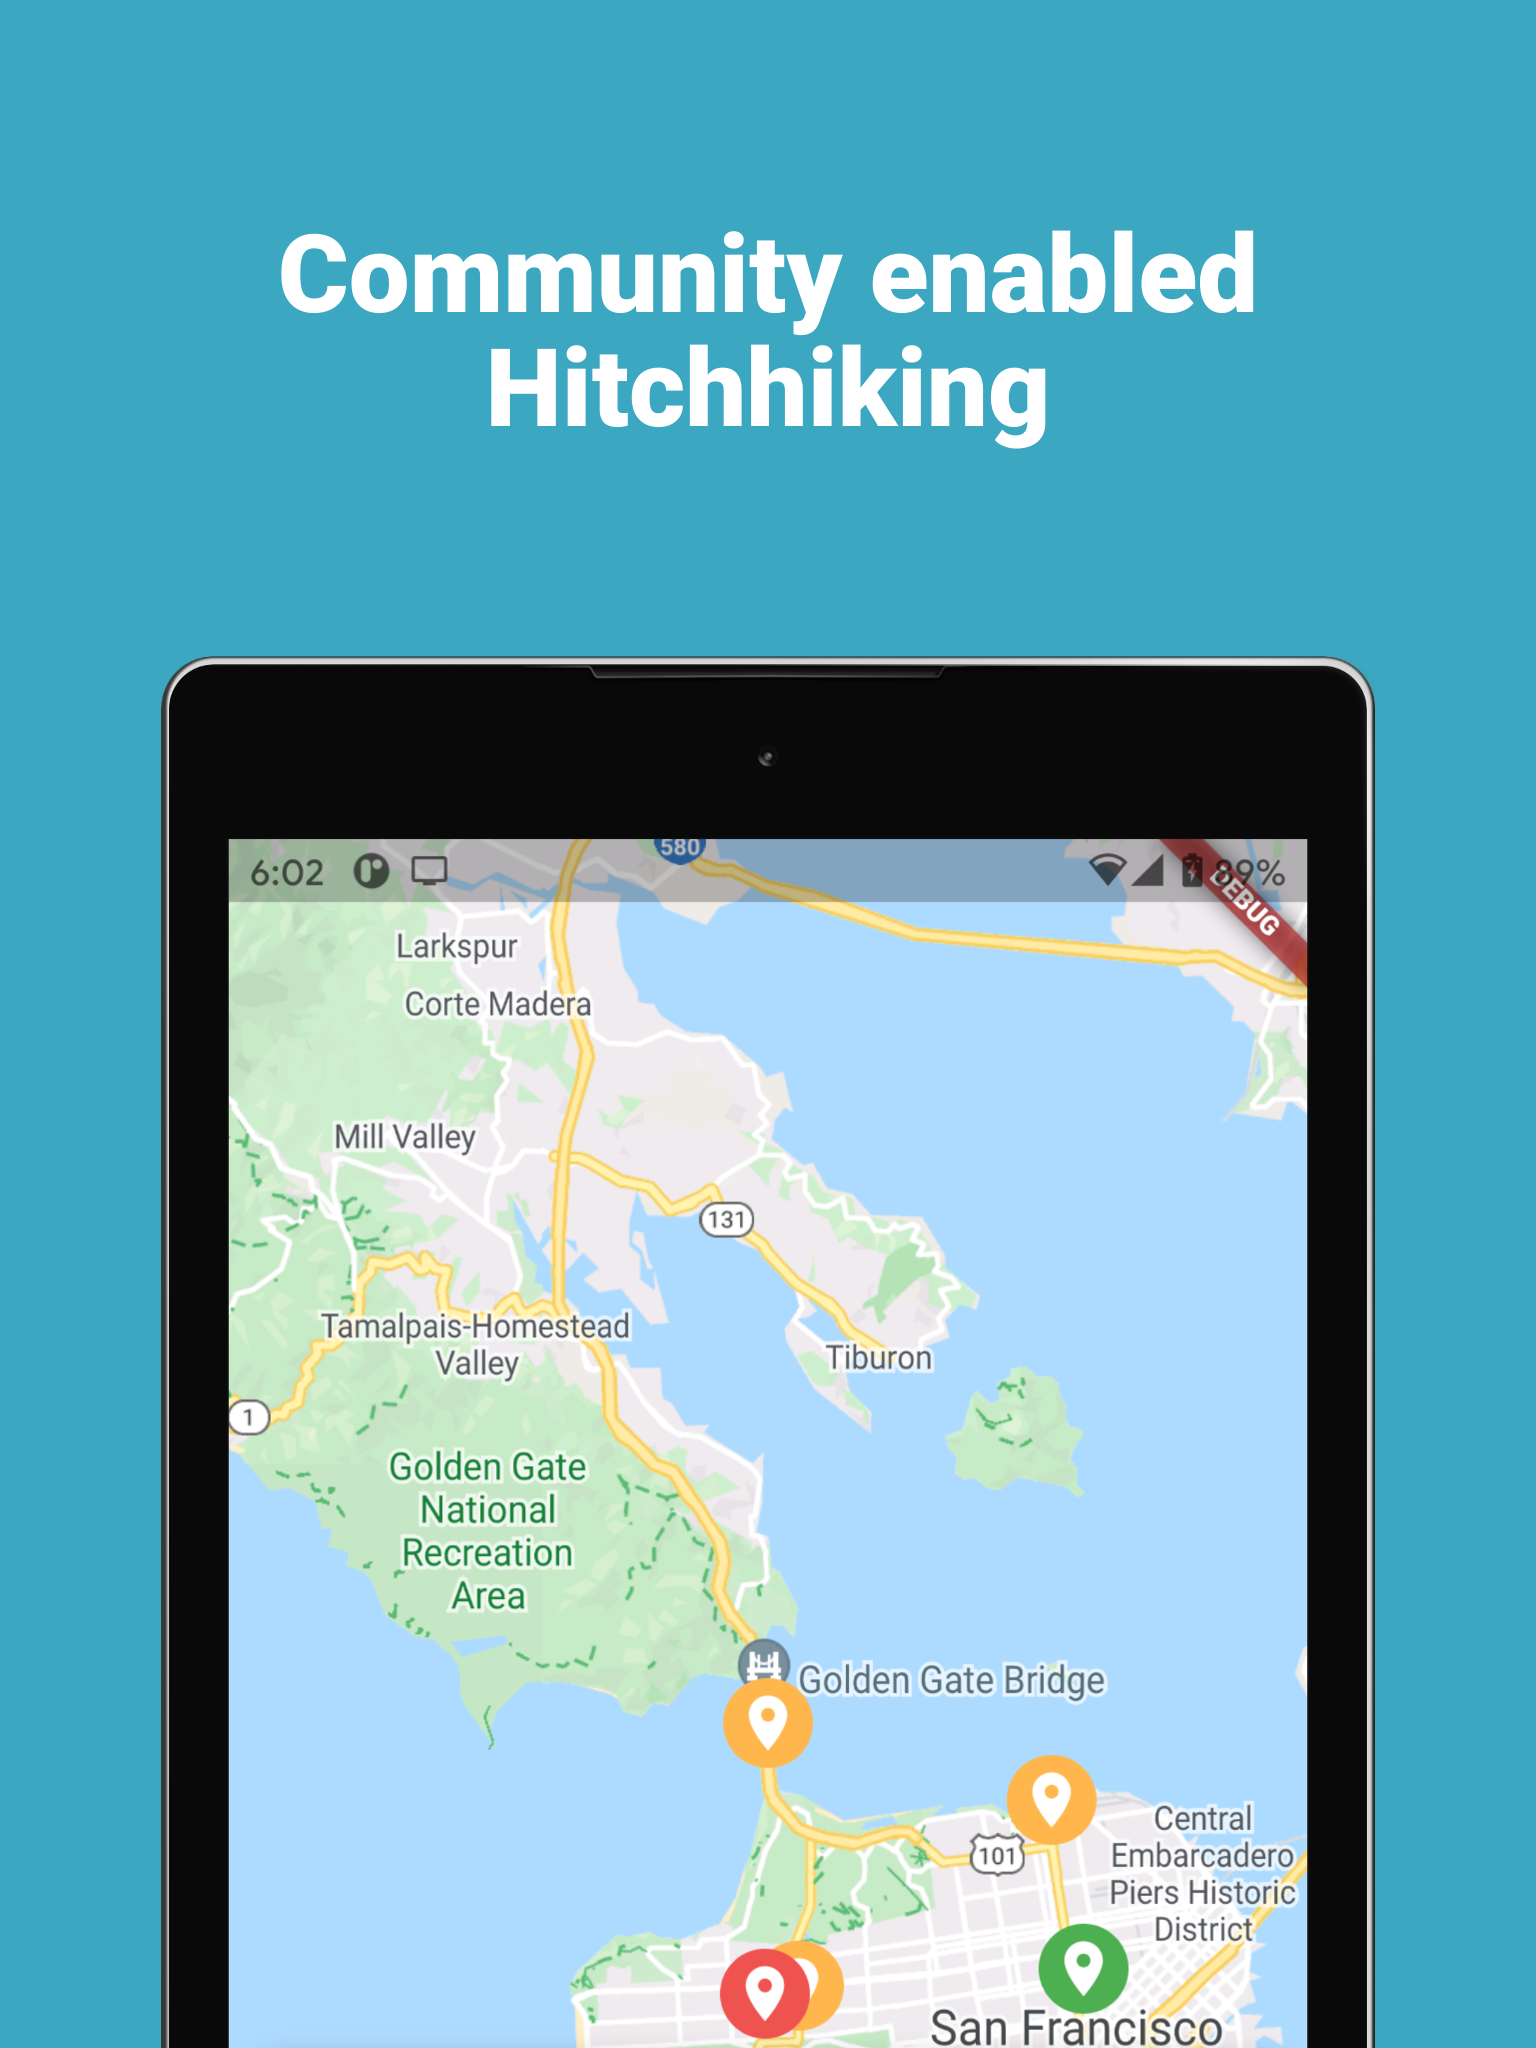 Community enabled
Hitchhiking
6:02
580
89%
DEBUG
Larkspur
Corte Madera
Mill Valley
131
Tamalpais-Homestead
Valley
Tiburon
1
Golden Gate
National
Recreation
Area
Golden Gate Bridge
101
Central
Embarcadero
Piers Historic
District
San Francisco